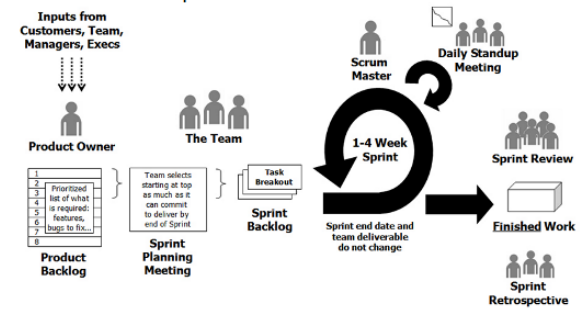 Inputs from
Customers, Team,
Managers, Execs
Product Owner
The Team
Scrum
Master
Daily Standup
Meeting
1-4 Week
Sprint
Sprint Review
1
2
3
4
5
6
7
8
Prioritized
list of what
is required:
features,
bugs to fix...
Product
Backlog
Team selects
starting at top
as much as it
can commit
to deliver by
end of Sprint
Sprint
Planning
Meeting
Task
Breakout
Sprint
Backlog
Sprint end date and
team deliverable
do not change
Finished Work
Sprint
Retrospective